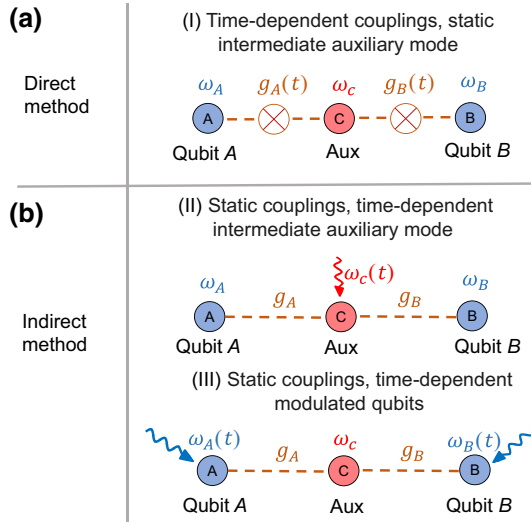 (a)
(I) Time-dependent couplings, static
intermediate auxiliary mode
Direct
method
ω_A g_A(t) ω_c g_B(t) ω_B
A C B
Qubit A Aux Qubit B
(b)
(II) Static couplings, time-dependent
intermediate auxiliary mode
ω_c(t)
ω_A g_A g_B ω_B
A C B
Qubit A Aux Qubit B
Indirect
method
(III) Static couplings, time-dependent
modulated qubits
ω_A(t) g_A ω_c g_B ω_B(t)
A C B
Qubit A Aux Qubit B